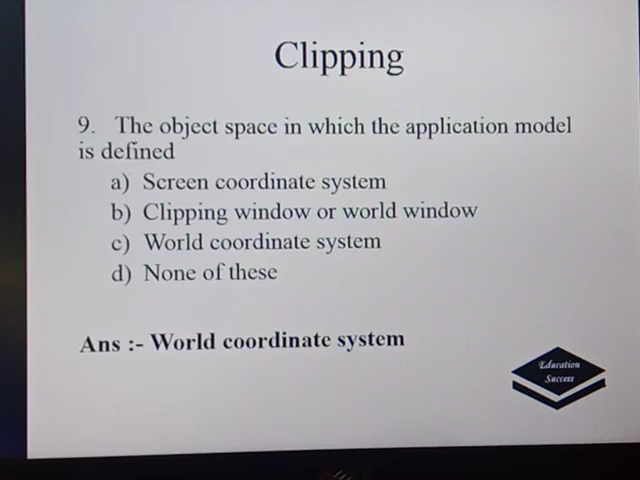 Clipping
9. The object space in which the application model
is defined
a) Screen coordinate system
b) Clipping window or world window
c) World coordinate system
d) None of these
Ans :- World coordinate system
Education
Success